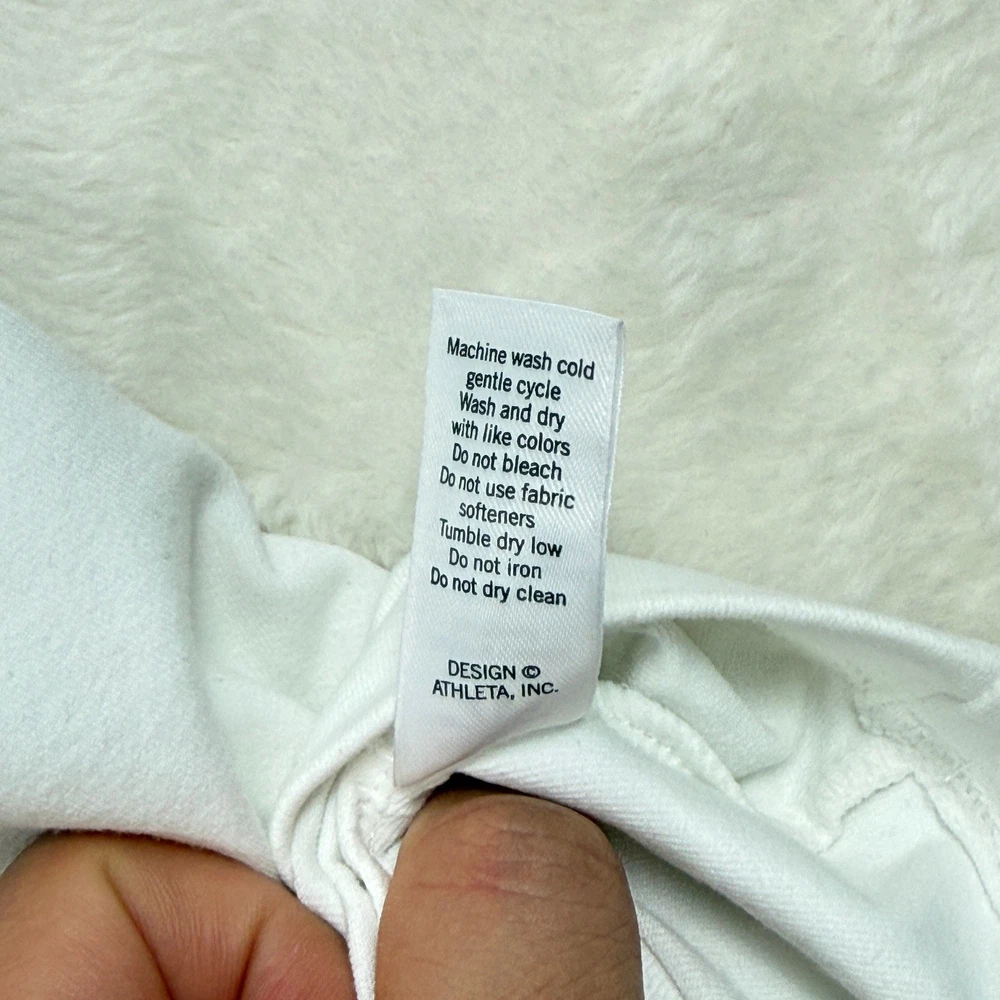 Machine wash cold
gentle cycle
Wash and dry
with like colors
Do not bleach
Do not use fabric
softeners
Tumble dry low
Do not iron
Do not dry clean
DESIGN ©
ATHLETA, INC.